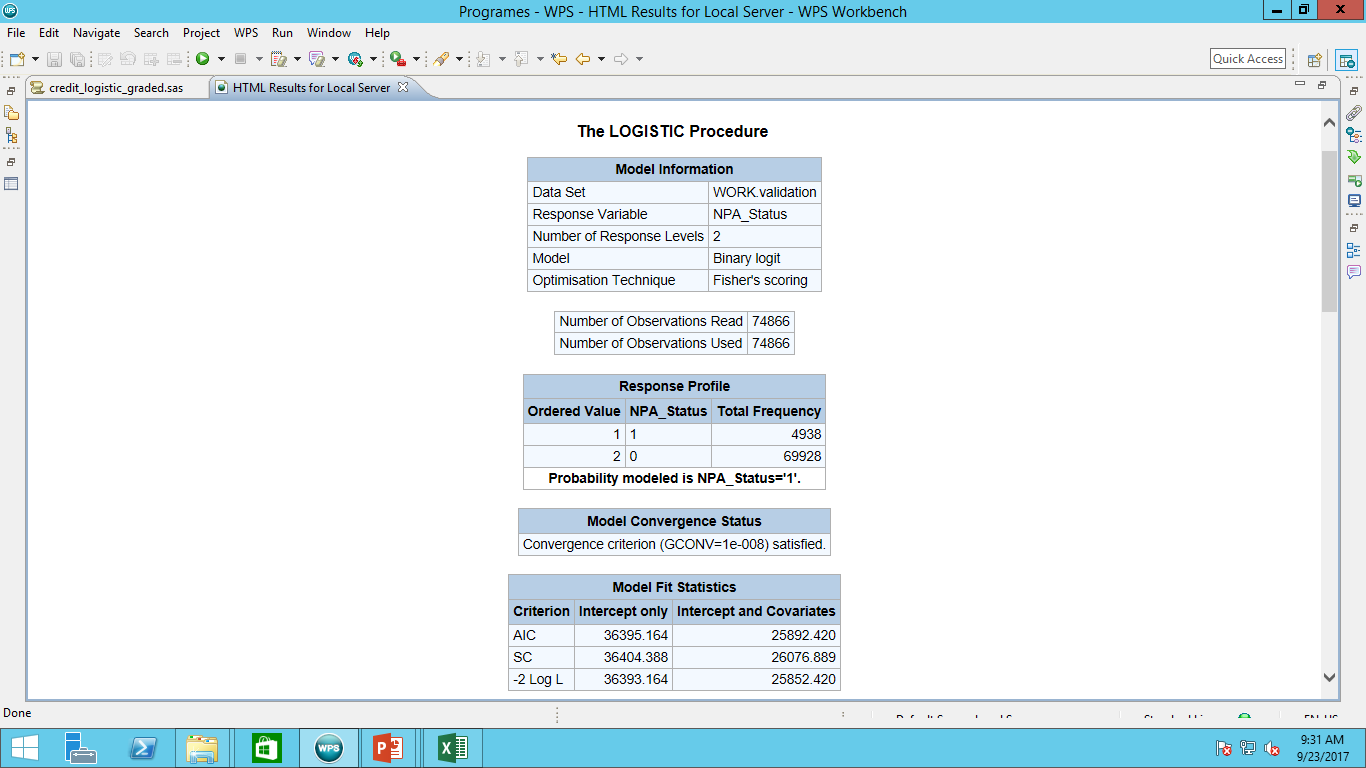 Programes - WPS - HTML Results for Local Server - WPS Workbench
File Edit Navigate Search Project WPS Run Window Help
Quick Access
credit_logistic_graded.sas HTML Results for Local Server
The LOGISTIC Procedure
Model Information
Data Set WORK.validation
Response Variable NPA_Status
Number of Response Levels 2
Model Binary logit
Optimisation Technique Fisher's scoring
Number of Observations Read 74866
Number of Observations Used 74866
Response Profile
Ordered Value NPA_Status Total Frequency
1 1 4938
2 0 69928
Probability modeled is NPA_Status='1'.
Model Convergence Status
Convergence criterion (GCONV=1e-008) satisfied.
Model Fit Statistics
Criterion Intercept only Intercept and Covariates
AIC 36395.164 25892.420
SC 36404.388 26076.889
-2 Log L 36393.164 25852.420
Done
WPS
9:31 AM
9/23/2017